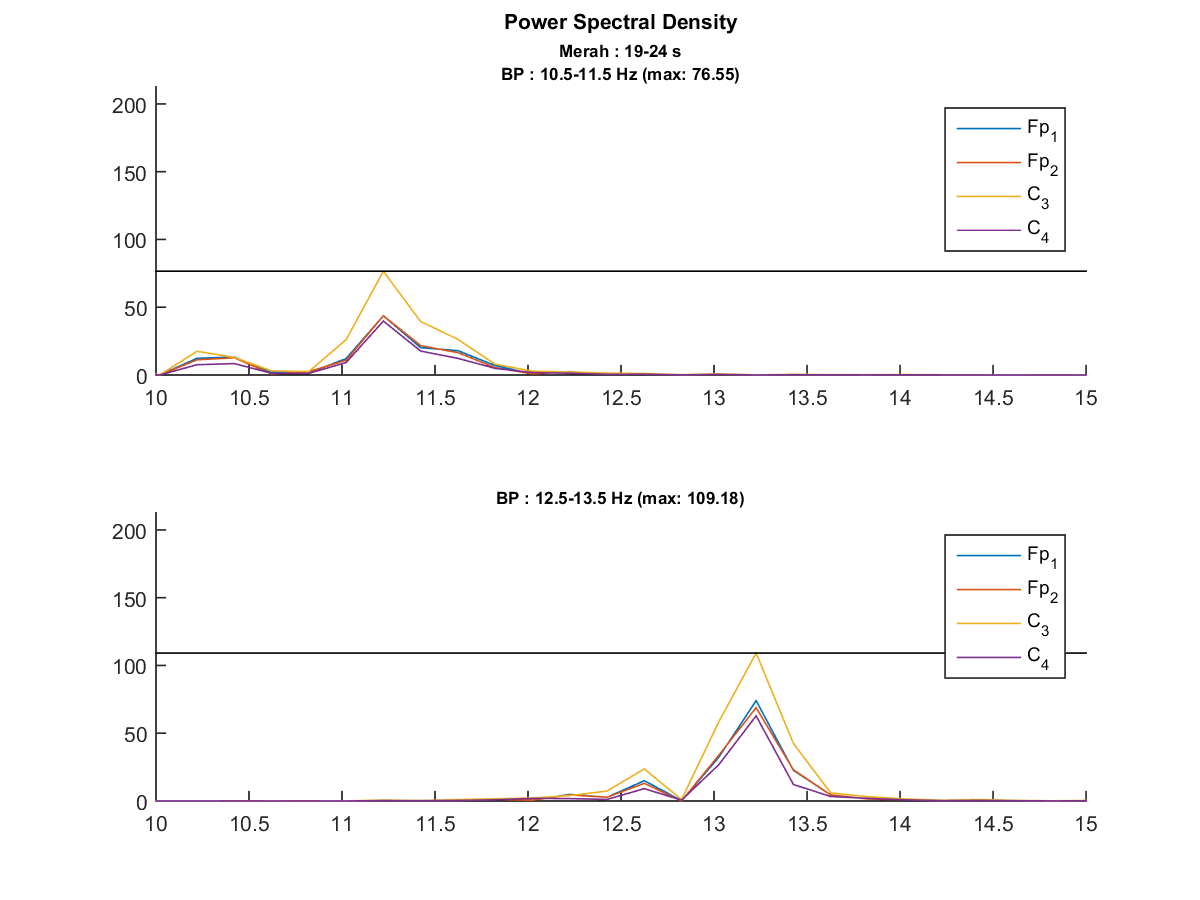 Power Spectral Density
Merah : 19-24 s
BP : 10.5-11.5 Hz (max: 76.55)
200
150
100
50
0
10 10.5 11 11.5 12 12.5 13 13.5 14 14.5 15
Fp1
Fp2
C3
C4
BP : 12.5-13.5 Hz (max: 109.18)
200
150
100
50
0
10 10.5 11 11.5 12 12.5 13 13.5 14 14.5 15
Fp1
Fp2
C3
C4